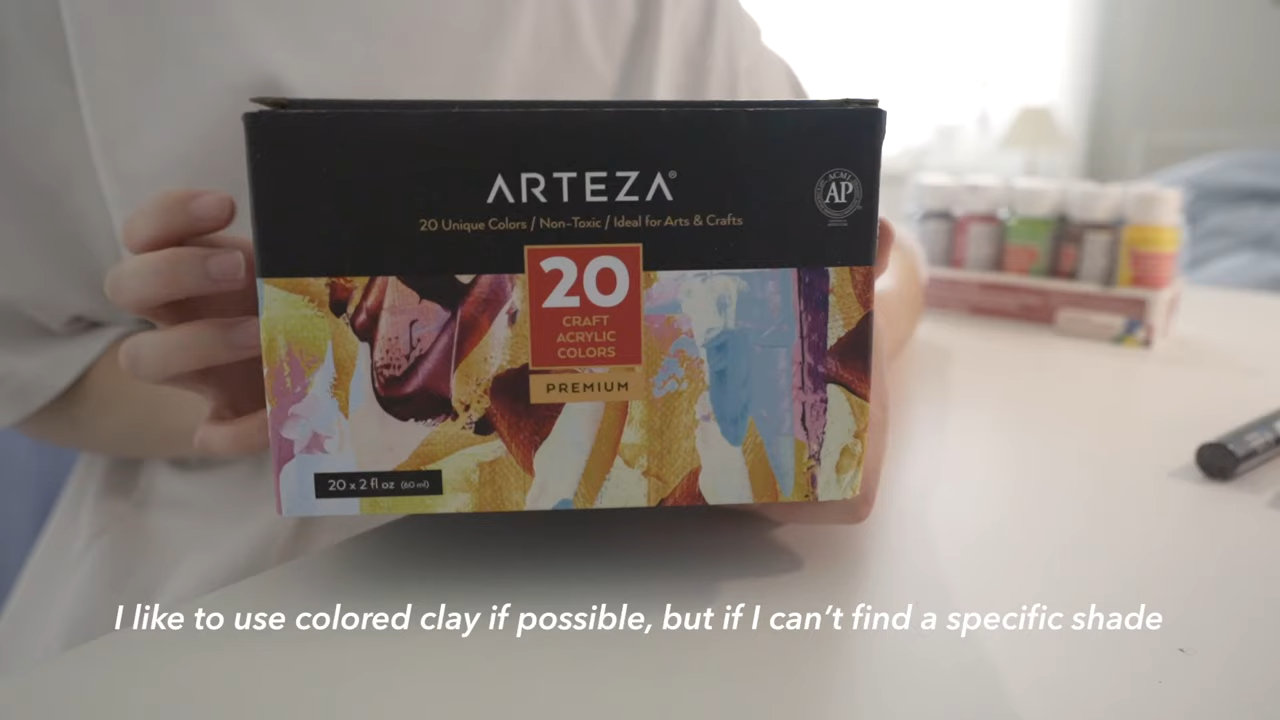 ARTEZA®
20 Unique Colors / Non-Toxic / Ideal for Arts & Crafts
ACMI
AP
20
CRAFT
ACRYLIC
COLORS
PREMIUM
20 x 2 fl oz (60 ml)
I like to use colored clay if possible, but if I can't find a specific shade